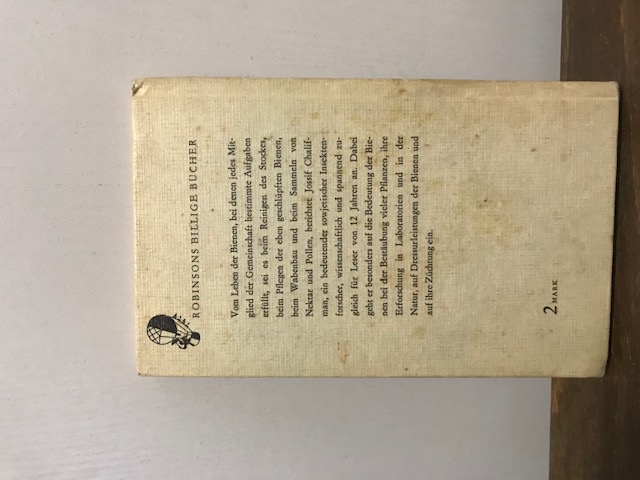 ROBINSONS BILLIGE BÜCHER
Vom Leben der Bienen, bei denen jedes Mit-
glied der Gemeinschaft bestimmte Aufgaben
erfüllt, sei es beim Reinigen des Stockes,
beim Pflegen der eben geschlüpften Bienen,
beim Wabenbau und beim Sammeln von
Nektar und Pollen, berichtet Jossif Chalif-
man, ein bedeutender sowjetischer Insekten-
forscher, wissenschaftlich und spannend zu-
gleich für Leser von 12 Jahren an. Dabei
geht er besonders auf die Bedeutung der Bie-
nen bei der Bestäubung vieler Pflanzen, ihre
Erforschung in Laboratorien und in der
Natur, auf Dressurleistungen der Bienen und
auf ihre Züchtung ein.
2 MARK